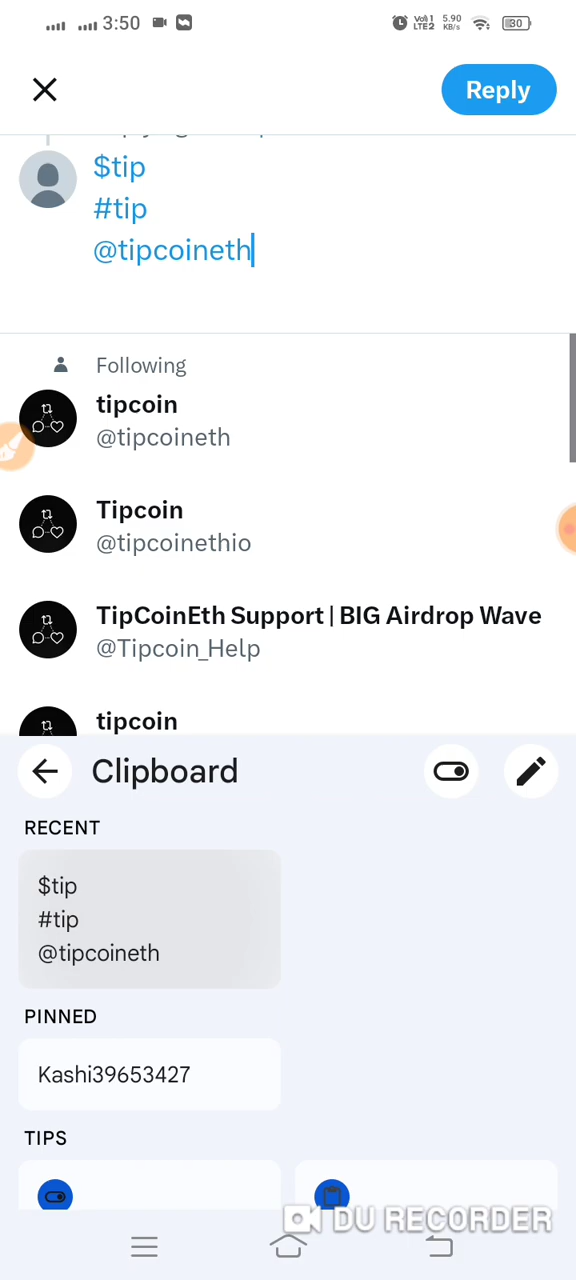 3:50
Vo)) 1
LTE2
5.90
KB/s
30
Reply
$tip
#tip
@tipcoineth
Following
tipcoin
@tipcoineth
Tipcoin
@tipcoinethio
TipCoinEth Support | BIG Airdrop Wave
@Tipcoin_Help
tipcoin
Clipboard
RECENT
$tip
#tip
@tipcoineth
PINNED
Kashi39653427
TIPS
DU RECORDER